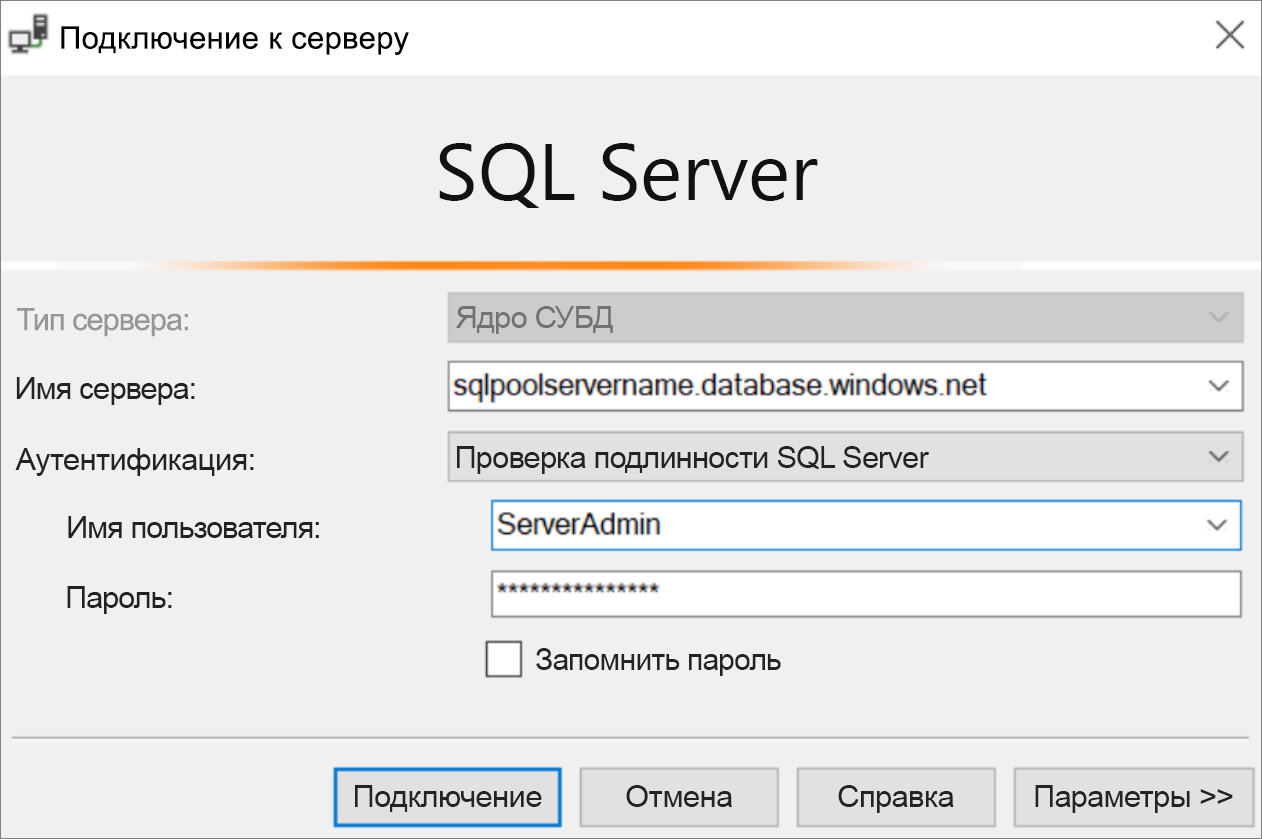 Подключение к серверу
SQL Server
Тип сервера: Ядро СУБД
Имя сервера: sqlpoolservername.database.windows.net
Аутентификация: Проверка подлинности SQL Server
Имя пользователя: ServerAdmin
Пароль: ***************
Запомнить пароль
Подключение Отмена Справка Параметры >>